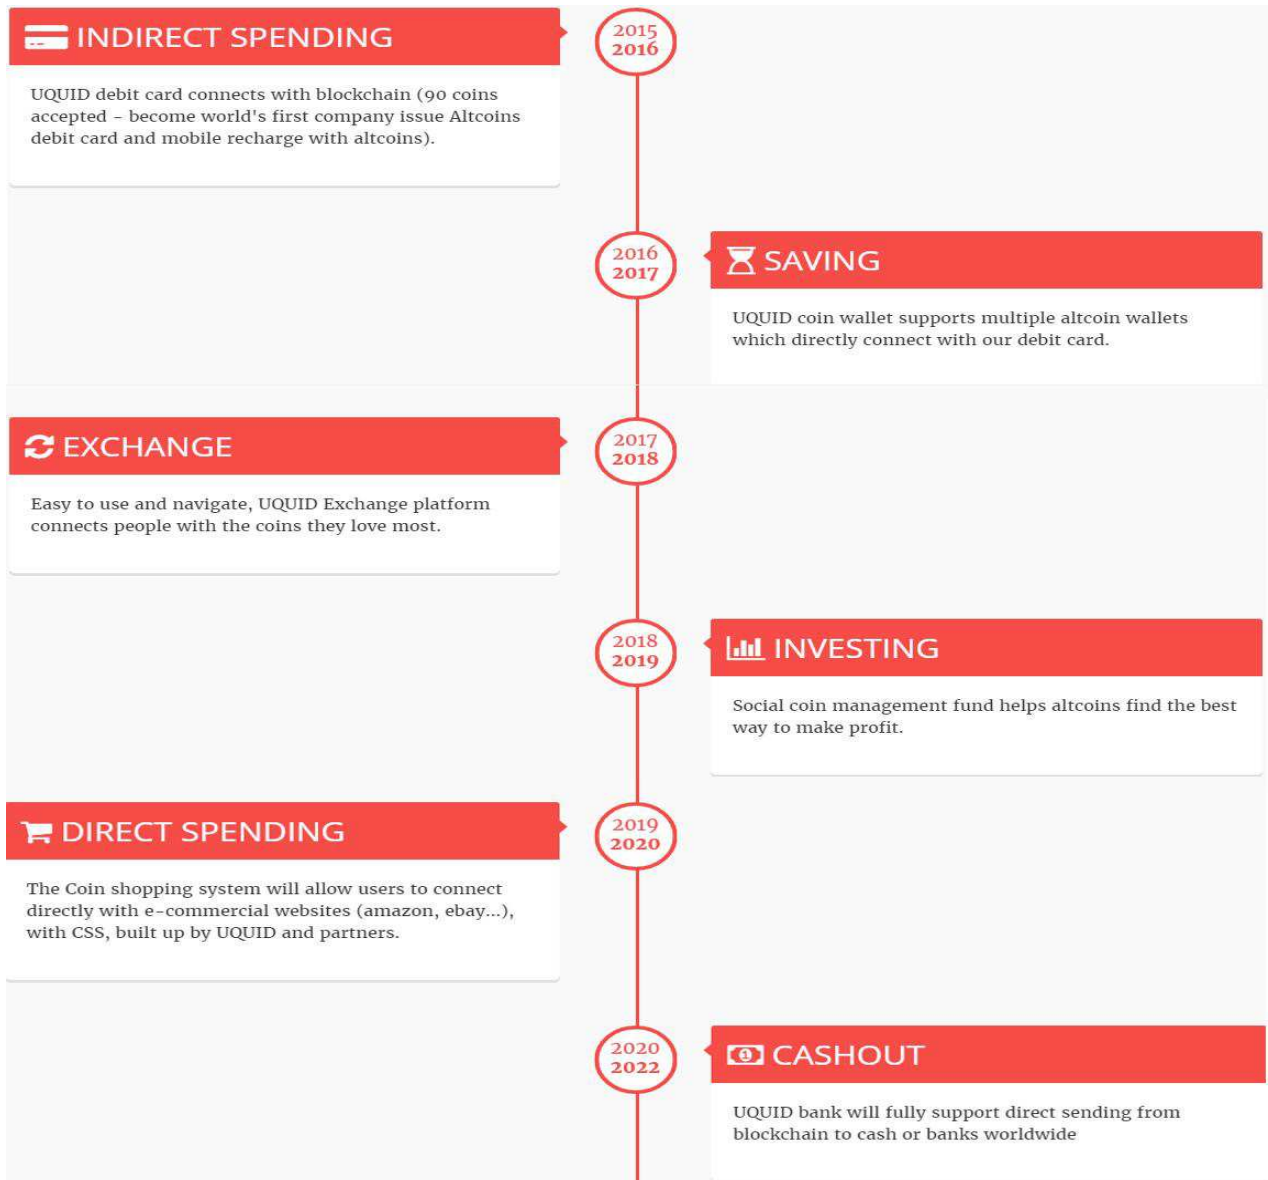 INDIRECT SPENDING
2015
2016
UQUID debit card connects with blockchain (90 coins
accepted - become world's first company issue Altcoins
debit card and mobile recharge with altcoins).
2016
2017
SAVING
UQUID coin wallet supports multiple altcoin wallets
which directly connect with our debit card.
EXCHANGE
2017
2018
Easy to use and navigate, UQUID Exchange platform
connects people with the coins they love most.
2018
2019
INVESTING
Social coin management fund helps altcoins find the best
way to make profit.
DIRECT SPENDING
2019
2020
The Coin shopping system will allow users to connect
directly with e-commercial websites (amazon, ebay...),
with CSS, built up by UQUID and partners.
2020
2022
CASHOUT
UQUID bank will fully support direct sending from
blockchain to cash or banks worldwide